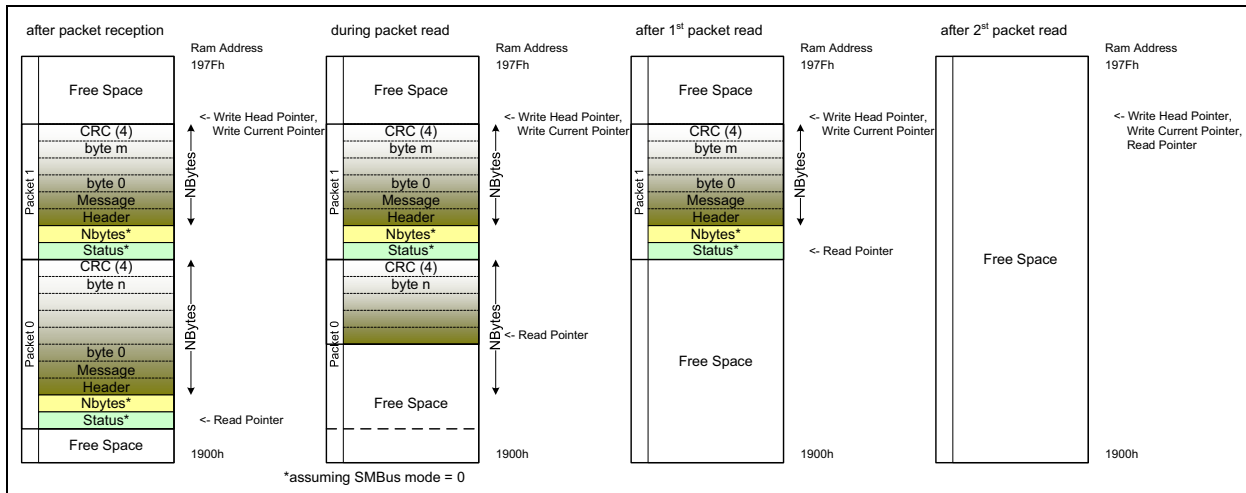 after packet reception
Ram Address
197Fh
Free Space
<- Write Head Pointer,
Write Current Pointer
CRC (4)
byte m
byte 0
Message
Header
Nbytes*
Status*
Packet 1
NBytes
CRC (4)
byte n
byte 0
Message
Header
Nbytes*
Status*
Packet 0
NBytes
<- Read Pointer
Free Space
1900h
during packet read
Ram Address
197Fh
Free Space
<- Write Head Pointer,
Write Current Pointer
CRC (4)
byte m
byte 0
Message
Header
Nbytes*
Status*
Packet 1
NBytes
CRC (4)
byte n
Packet 0
NBytes
<- Read Pointer
Free Space
1900h
*assuming SMBus mode = 0
after 1st packet read
Ram Address
197Fh
Free Space
<- Write Head Pointer,
Write Current Pointer
CRC (4)
byte m
byte 0
Message
Header
Nbytes*
Status*
Packet 1
NBytes
<- Read Pointer
Free Space
1900h
after 2st packet read
Ram Address
197Fh
<- Write Head Pointer,
Write Current Pointer,
Read Pointer
Free Space
1900h